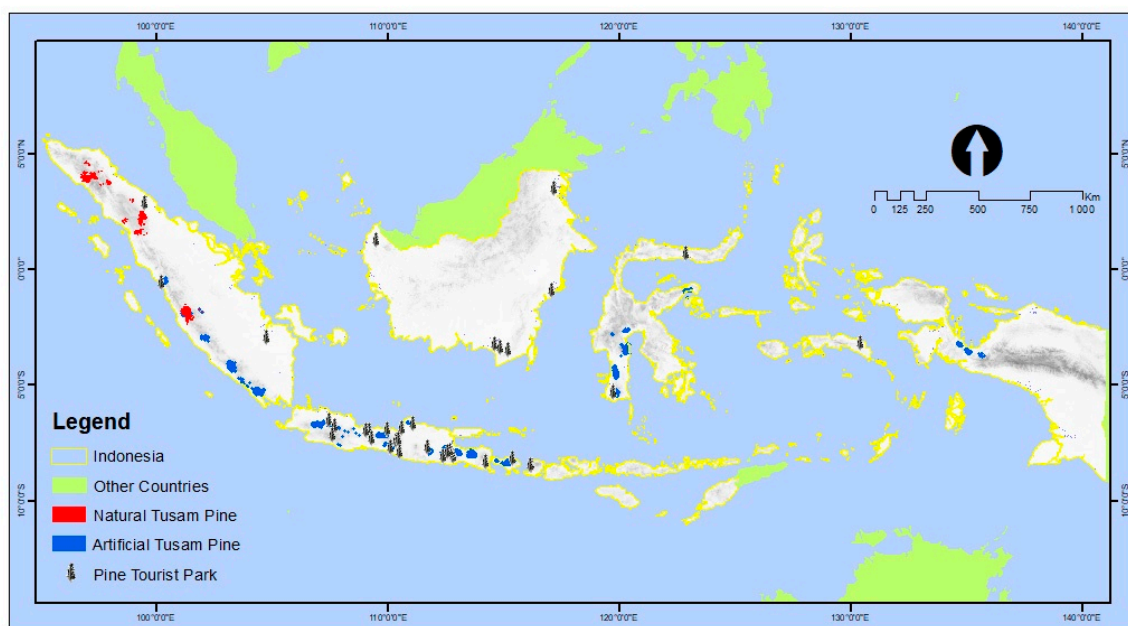 100°0'0"E 110°0'0"E 120°0'0"E 130°0'0"E 140°0'0"E
5°0'0"N 5°0'0"N
0 125 250 500 750 1 000 Km
0°0'0" 0°0'0"
5°0'0"S 5°0'0"S
Legend
Indonesia
Other Countries
Natural Tusam Pine
Artificial Tusam Pine
Pine Tourist Park
10°0'0"S 10°0'0"S
100°0'0"E 110°0'0"E 120°0'0"E 130°0'0"E 140°0'0"E